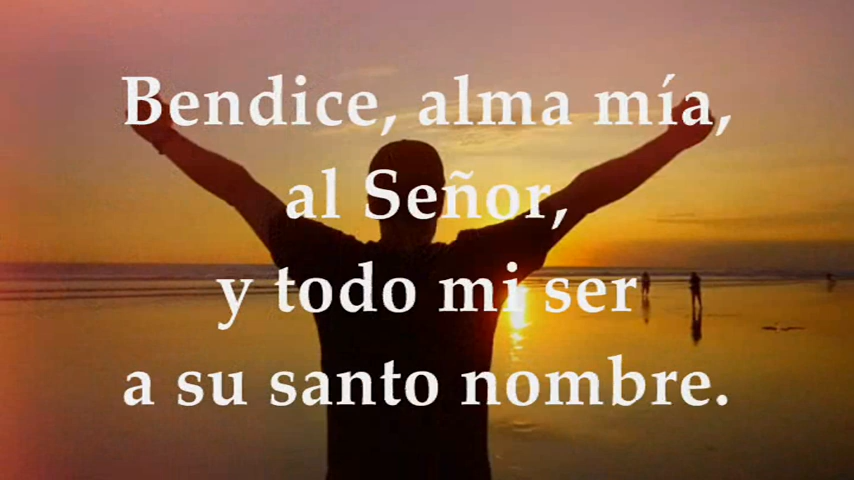 Bendice, alma mía,
al Señor,
y todo mi ser
a su santo nombre.